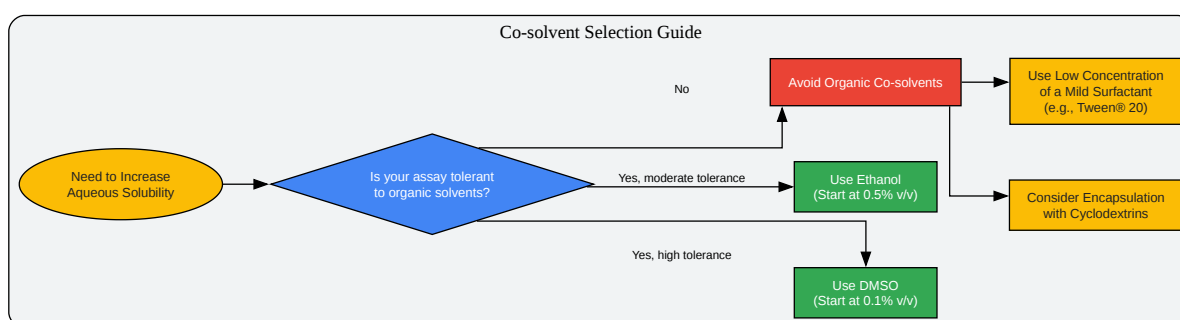 Co-solvent Selection Guide
Need to Increase
Aqueous Solubility
Is your assay tolerant
to organic solvents?
No
Avoid Organic Co-solvents
Use Low Concentration
of a Mild Surfactant
(e.g., Tween® 20)
Consider Encapsulation
with Cyclodextrins
Yes, moderate tolerance
Use Ethanol
(Start at 0.5% v/v)
Yes, high tolerance
Use DMSO
(Start at 0.1% v/v)